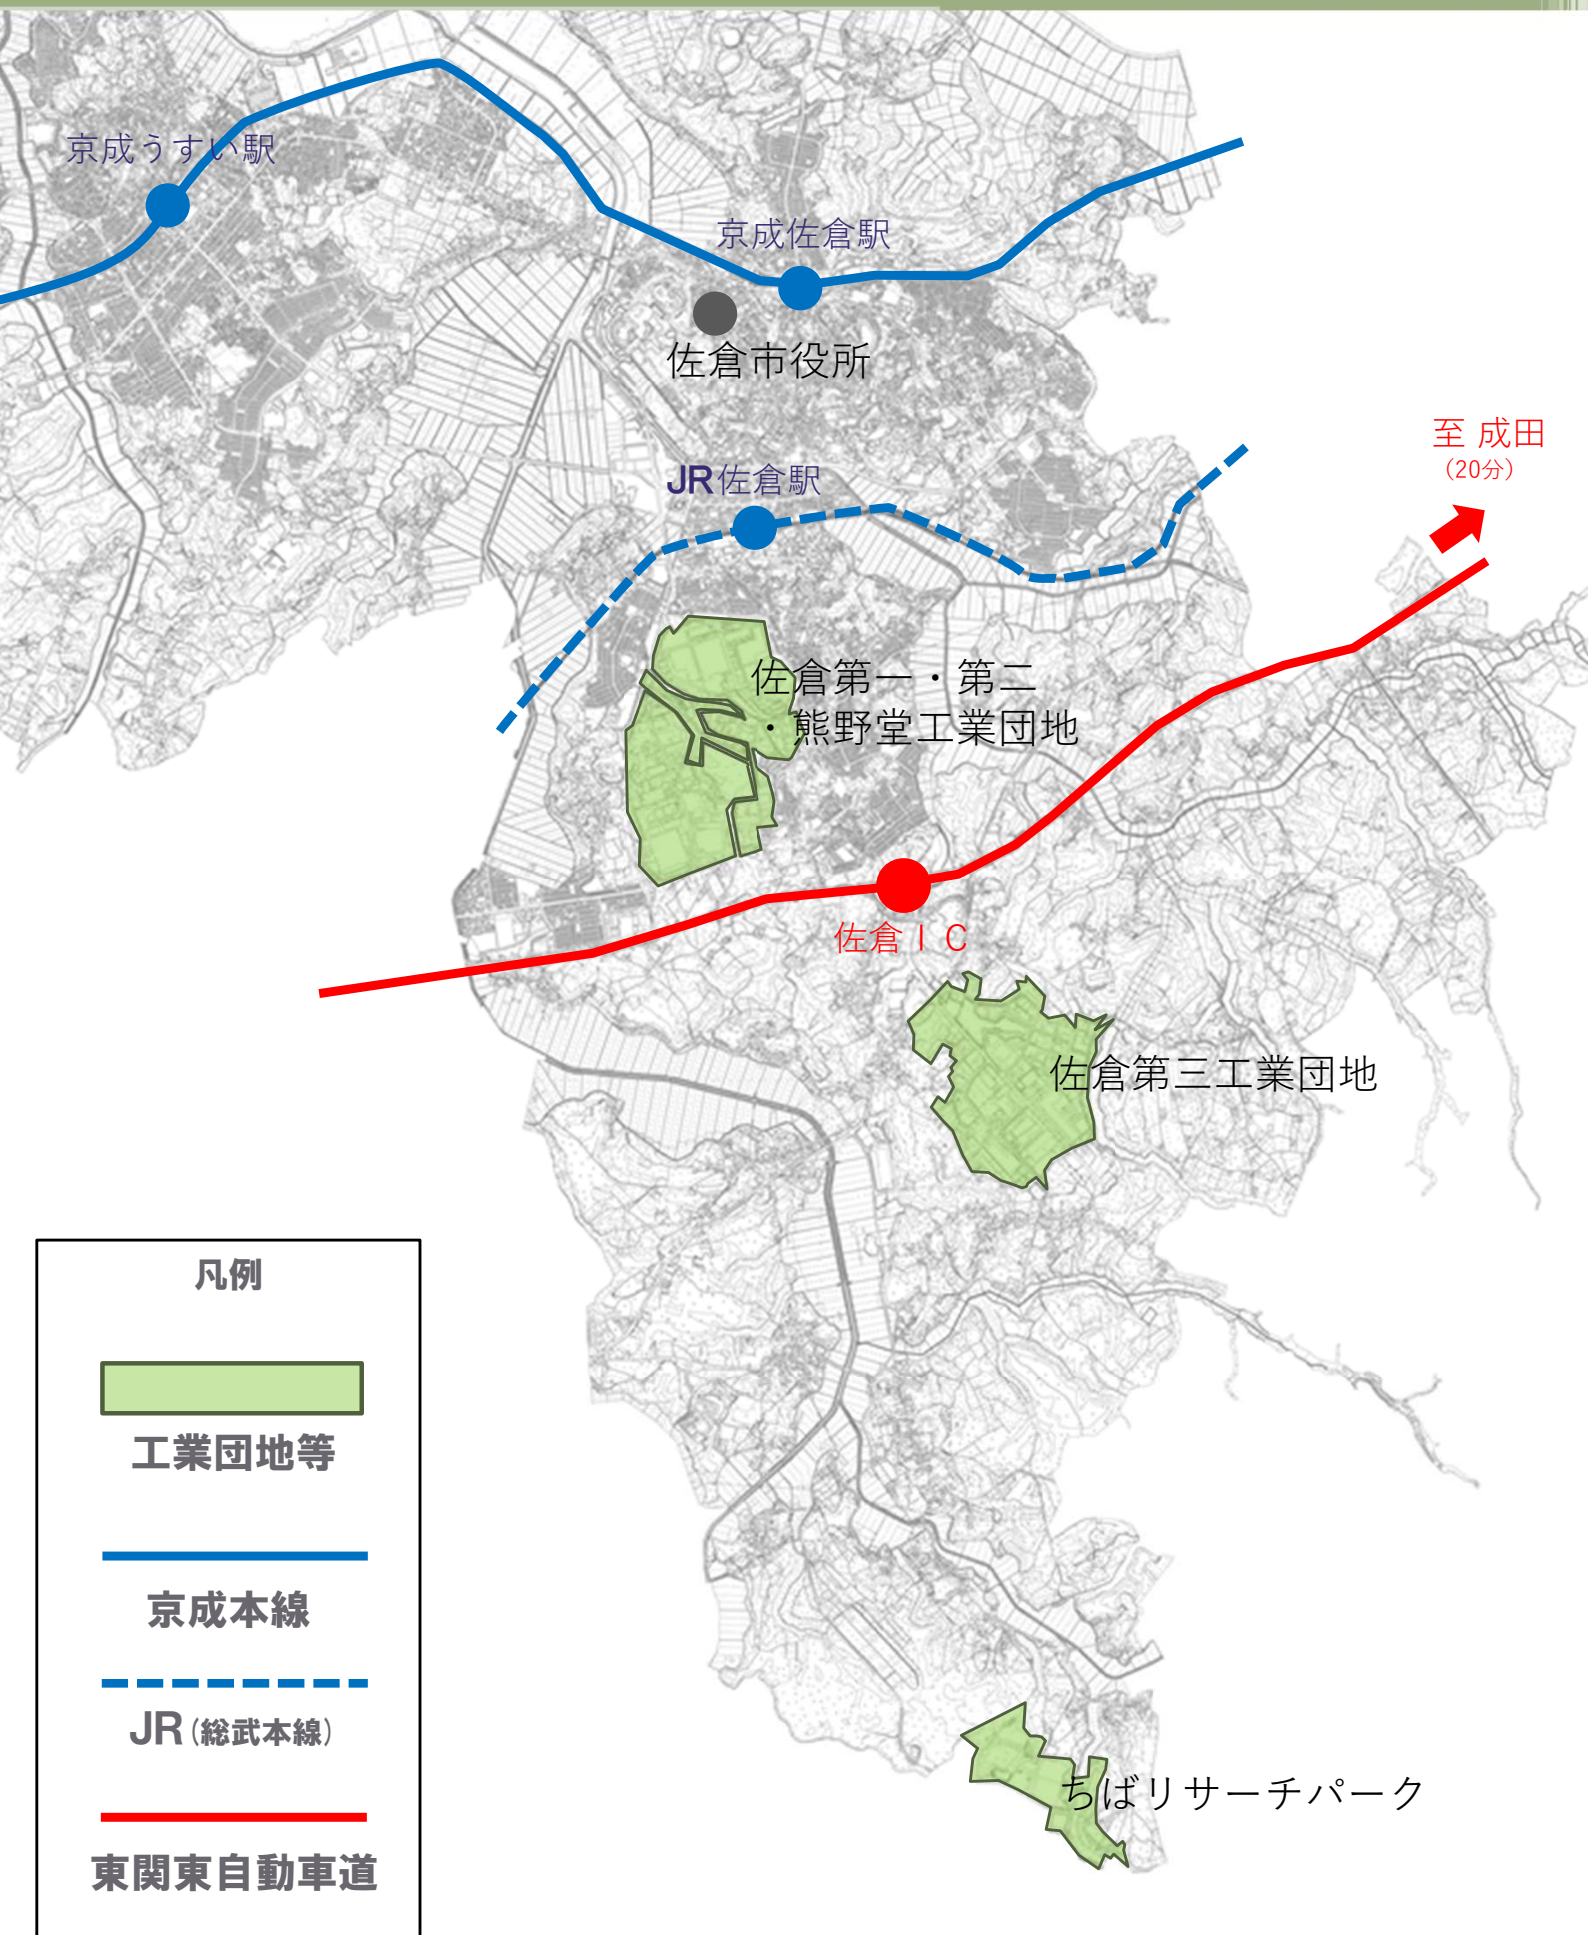 京成うすい駅
京成佐倉駅
佐倉市役所
至 成田
（20分）
JR佐倉駅
佐倉第一・第二
・熊野堂工業団地
佐倉ＩＣ
佐倉第三工業団地
凡例
工業団地等
京成本線
JR（総武本線）
東関東自動車道
ちばリサーチパーク